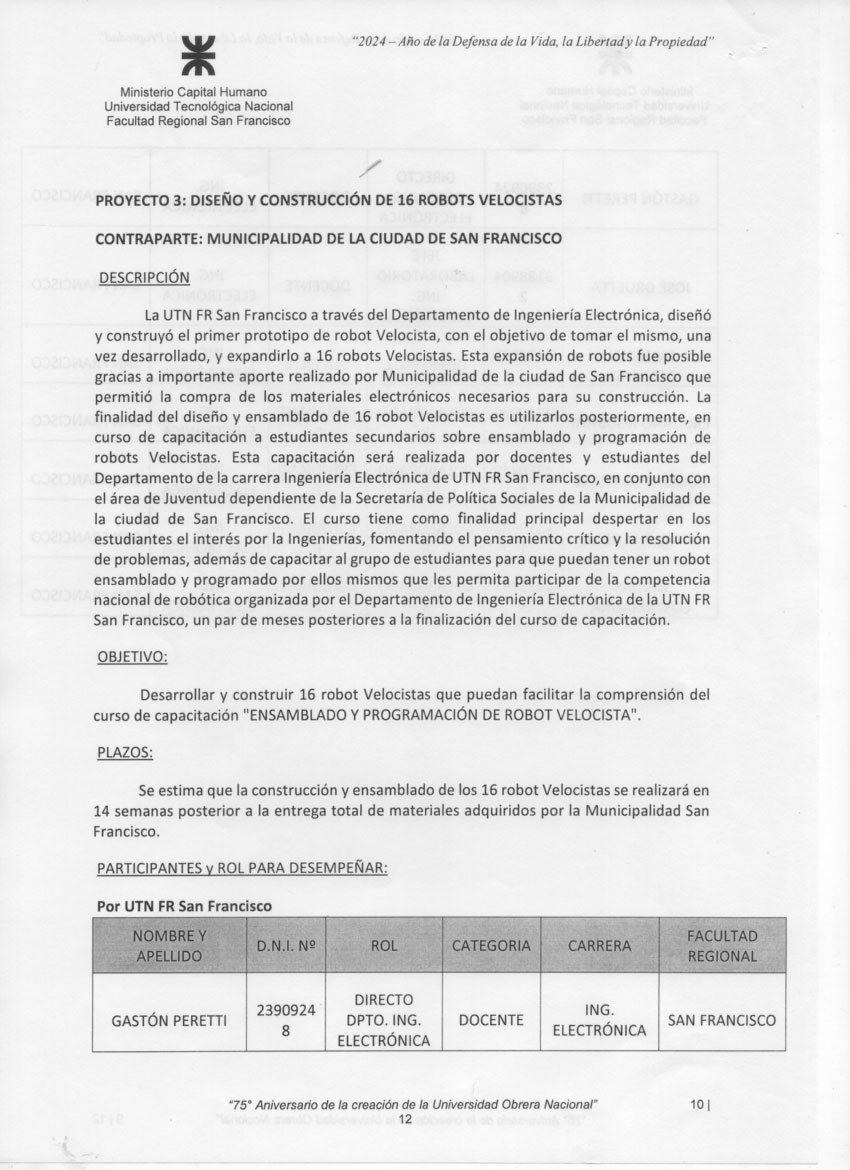 "2024 – Año de la Defensa de la Vida, la Libertad y la Propiedad"
Ministerio Capital Humano
Universidad Tecnológica Nacional
Facultad Regional San Francisco
PROYECTO 3: DISEÑO Y CONSTRUCCIÓN DE 16 ROBOTS VELOCISTAS
CONTRAPARTE: MUNICIPALIDAD DE LA CIUDAD DE SAN FRANCISCO
DESCRIPCIÓN
La UTN FR San Francisco a través del Departamento de Ingeniería Electrónica, diseñó
y construyó el primer prototipo de robot Velocista, con el objetivo de tomar el mismo, una
vez desarrollado, y expandirlo a 16 robots Velocistas. Esta expansión de robots fue posible
gracias a importante aporte realizado por Municipalidad de la ciudad de San Francisco que
permitió la compra de los materiales electrónicos necesarios para su construcción. La
finalidad del diseño y ensamblado de 16 robot Velocistas es utilizarlos posteriormente, en
curso de capacitación a estudiantes secundarios sobre ensamblado y programación de
robots Velocistas. Esta capacitación será realizada por docentes y estudiantes del
Departamento de la carrera Ingeniería Electrónica de UTN FR San Francisco, en conjunto con
el área de Juventud dependiente de la Secretaría de Política Sociales de la Municipalidad de
la ciudad de San Francisco. El curso tiene como finalidad principal despertar en los
estudiantes el interés por la Ingenierías, fomentando el pensamiento crítico y la resolución
de problemas, además de capacitar al grupo de estudiantes para que puedan tener un robot
ensamblado y programado por ellos mismos que les permita participar de la competencia
nacional de robótica organizada por el Departamento de Ingeniería Electrónica de la UTN FR
San Francisco, un par de meses posteriores a la finalización del curso de capacitación.
OBJETIVO:
Desarrollar y construir 16 robot Velocistas que puedan facilitar la comprensión del
curso de capacitación "ENSAMBLADO Y PROGRAMACIÓN DE ROBOT VELOCISTA".
PLAZOS:
Se estima que la construcción y ensamblado de los 16 robot Velocistas se realizará en
14 semanas posterior a la entrega total de materiales adquiridos por la Municipalidad San
Francisco.
PARTICIPANTES y ROL PARA DESEMPEÑAR:
Por UTN FR San Francisco
NOMBRE Y APELLIDO D.N.I. Nº ROL CATEGORIA CARRERA FACULTAD REGIONAL
GASTÓN PERETTI 23909248 DIRECTO DPTO. ING. ELECTRÓNICA DOCENTE ING. ELECTRÓNICA SAN FRANCISCO
"75° Aniversario de la creación de la Universidad Obrera Nacional" 10 |
12